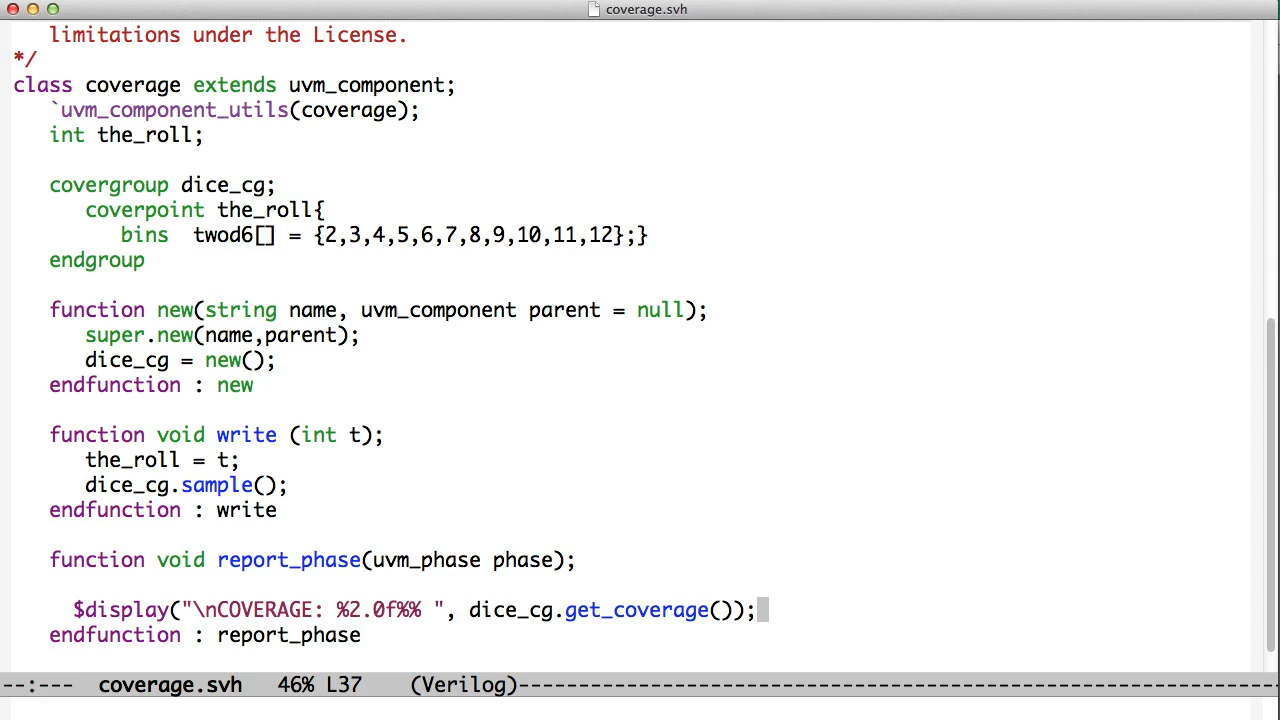 coverage.svh
limitations under the License.
*/
class coverage extends uvm_component;
`uvm_component_utils(coverage);
int the_roll;
covergroup dice_cg;
coverpoint the_roll{
bins  twod6[] = {2,3,4,5,6,7,8,9,10,11,12};}
endgroup
function new(string name, uvm_component parent = null);
super.new(name,parent);
dice_cg = new();
endfunction : new
function void write (int t);
the_roll = t;
dice_cg.sample();
endfunction : write
function void report_phase(uvm_phase phase);
$display("\nCOVERAGE: %2.0f%% ", dice_cg.get_coverage());
endfunction : report_phase
--:---  coverage.svh   46% L37    (Verilog)----------------------------------------------------------------